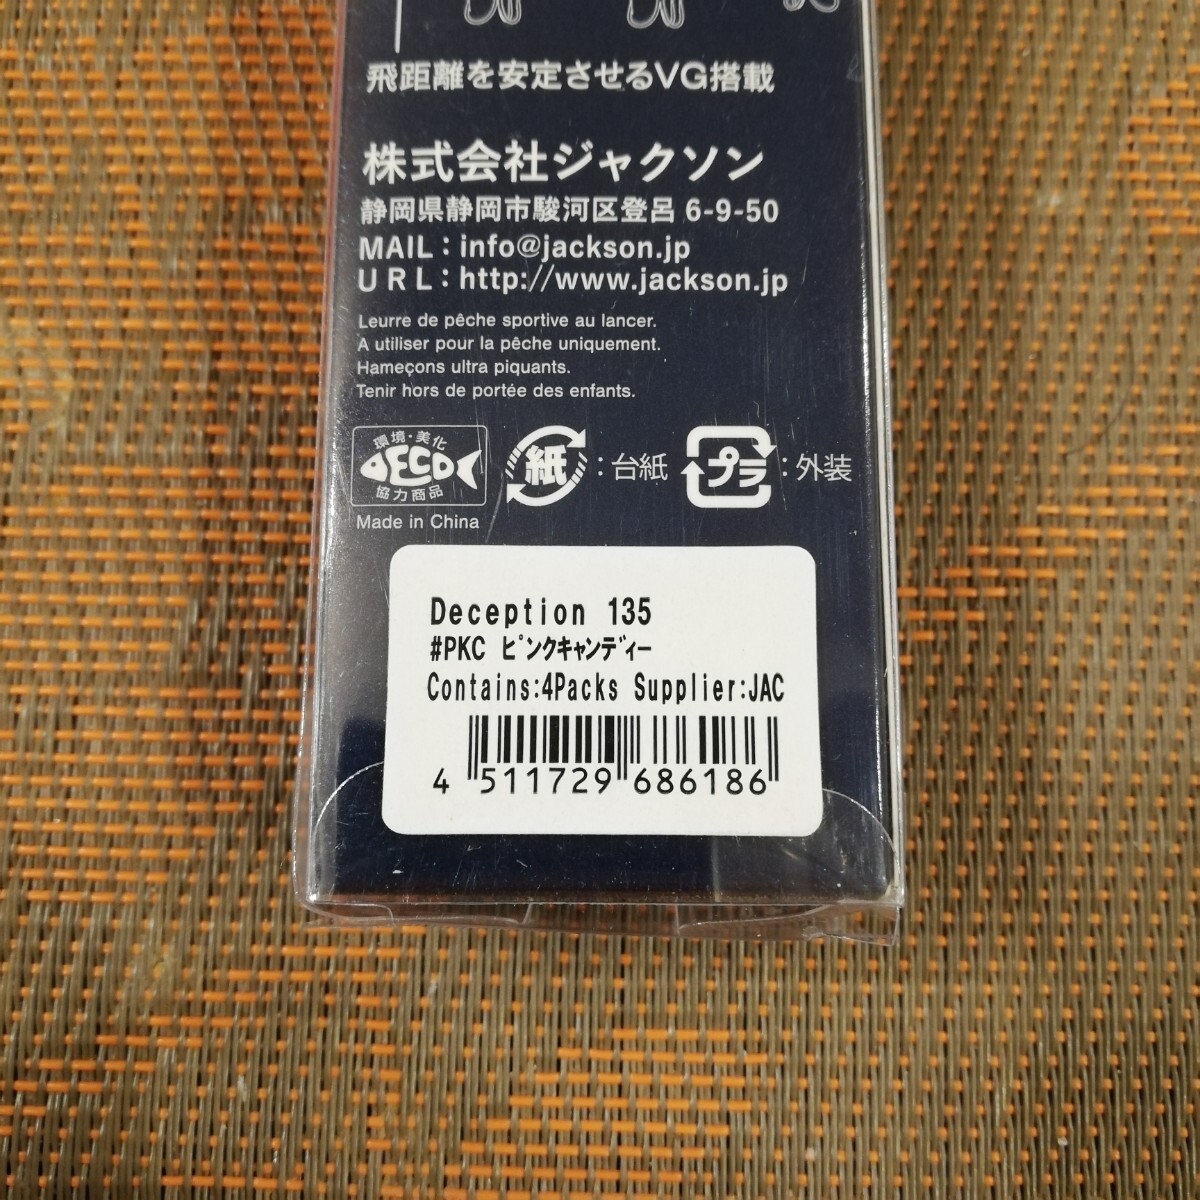 飛距離を安定させるVG搭載
株式会社ジャクソン
静岡県静岡市駿河区登呂 6-9-50
MAIL：info@jackson.jp
URL：http://www.jackson.jp
Leurre de pêche sportive au lancer.
A utiliser pour la pêche uniquement.
Hameçons ultra piquants.
Tenir hors de portée des enfants.
環境・美化
DECO
協力商品
紙：台紙
プラ：外装
Made in China
Deception 135
#PKC ﾋﾟﾝｸｷｬﾝﾃﾞｨｰ
Contains:4Packs Supplier:JAC
4 511729 686186